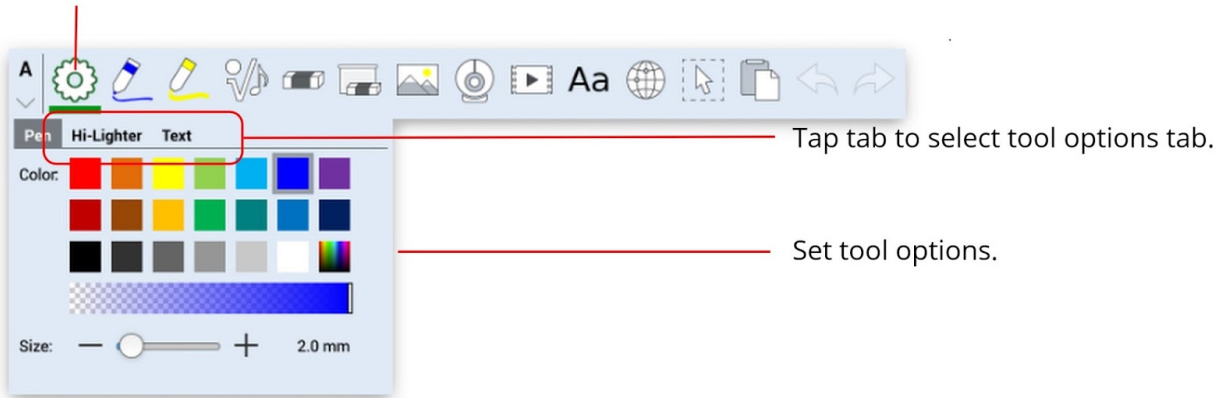 A
Aa
Pen Hi-Lighter Text
Tap tab to select tool options tab.
Color:
Set tool options.
Size: 2.0 mm